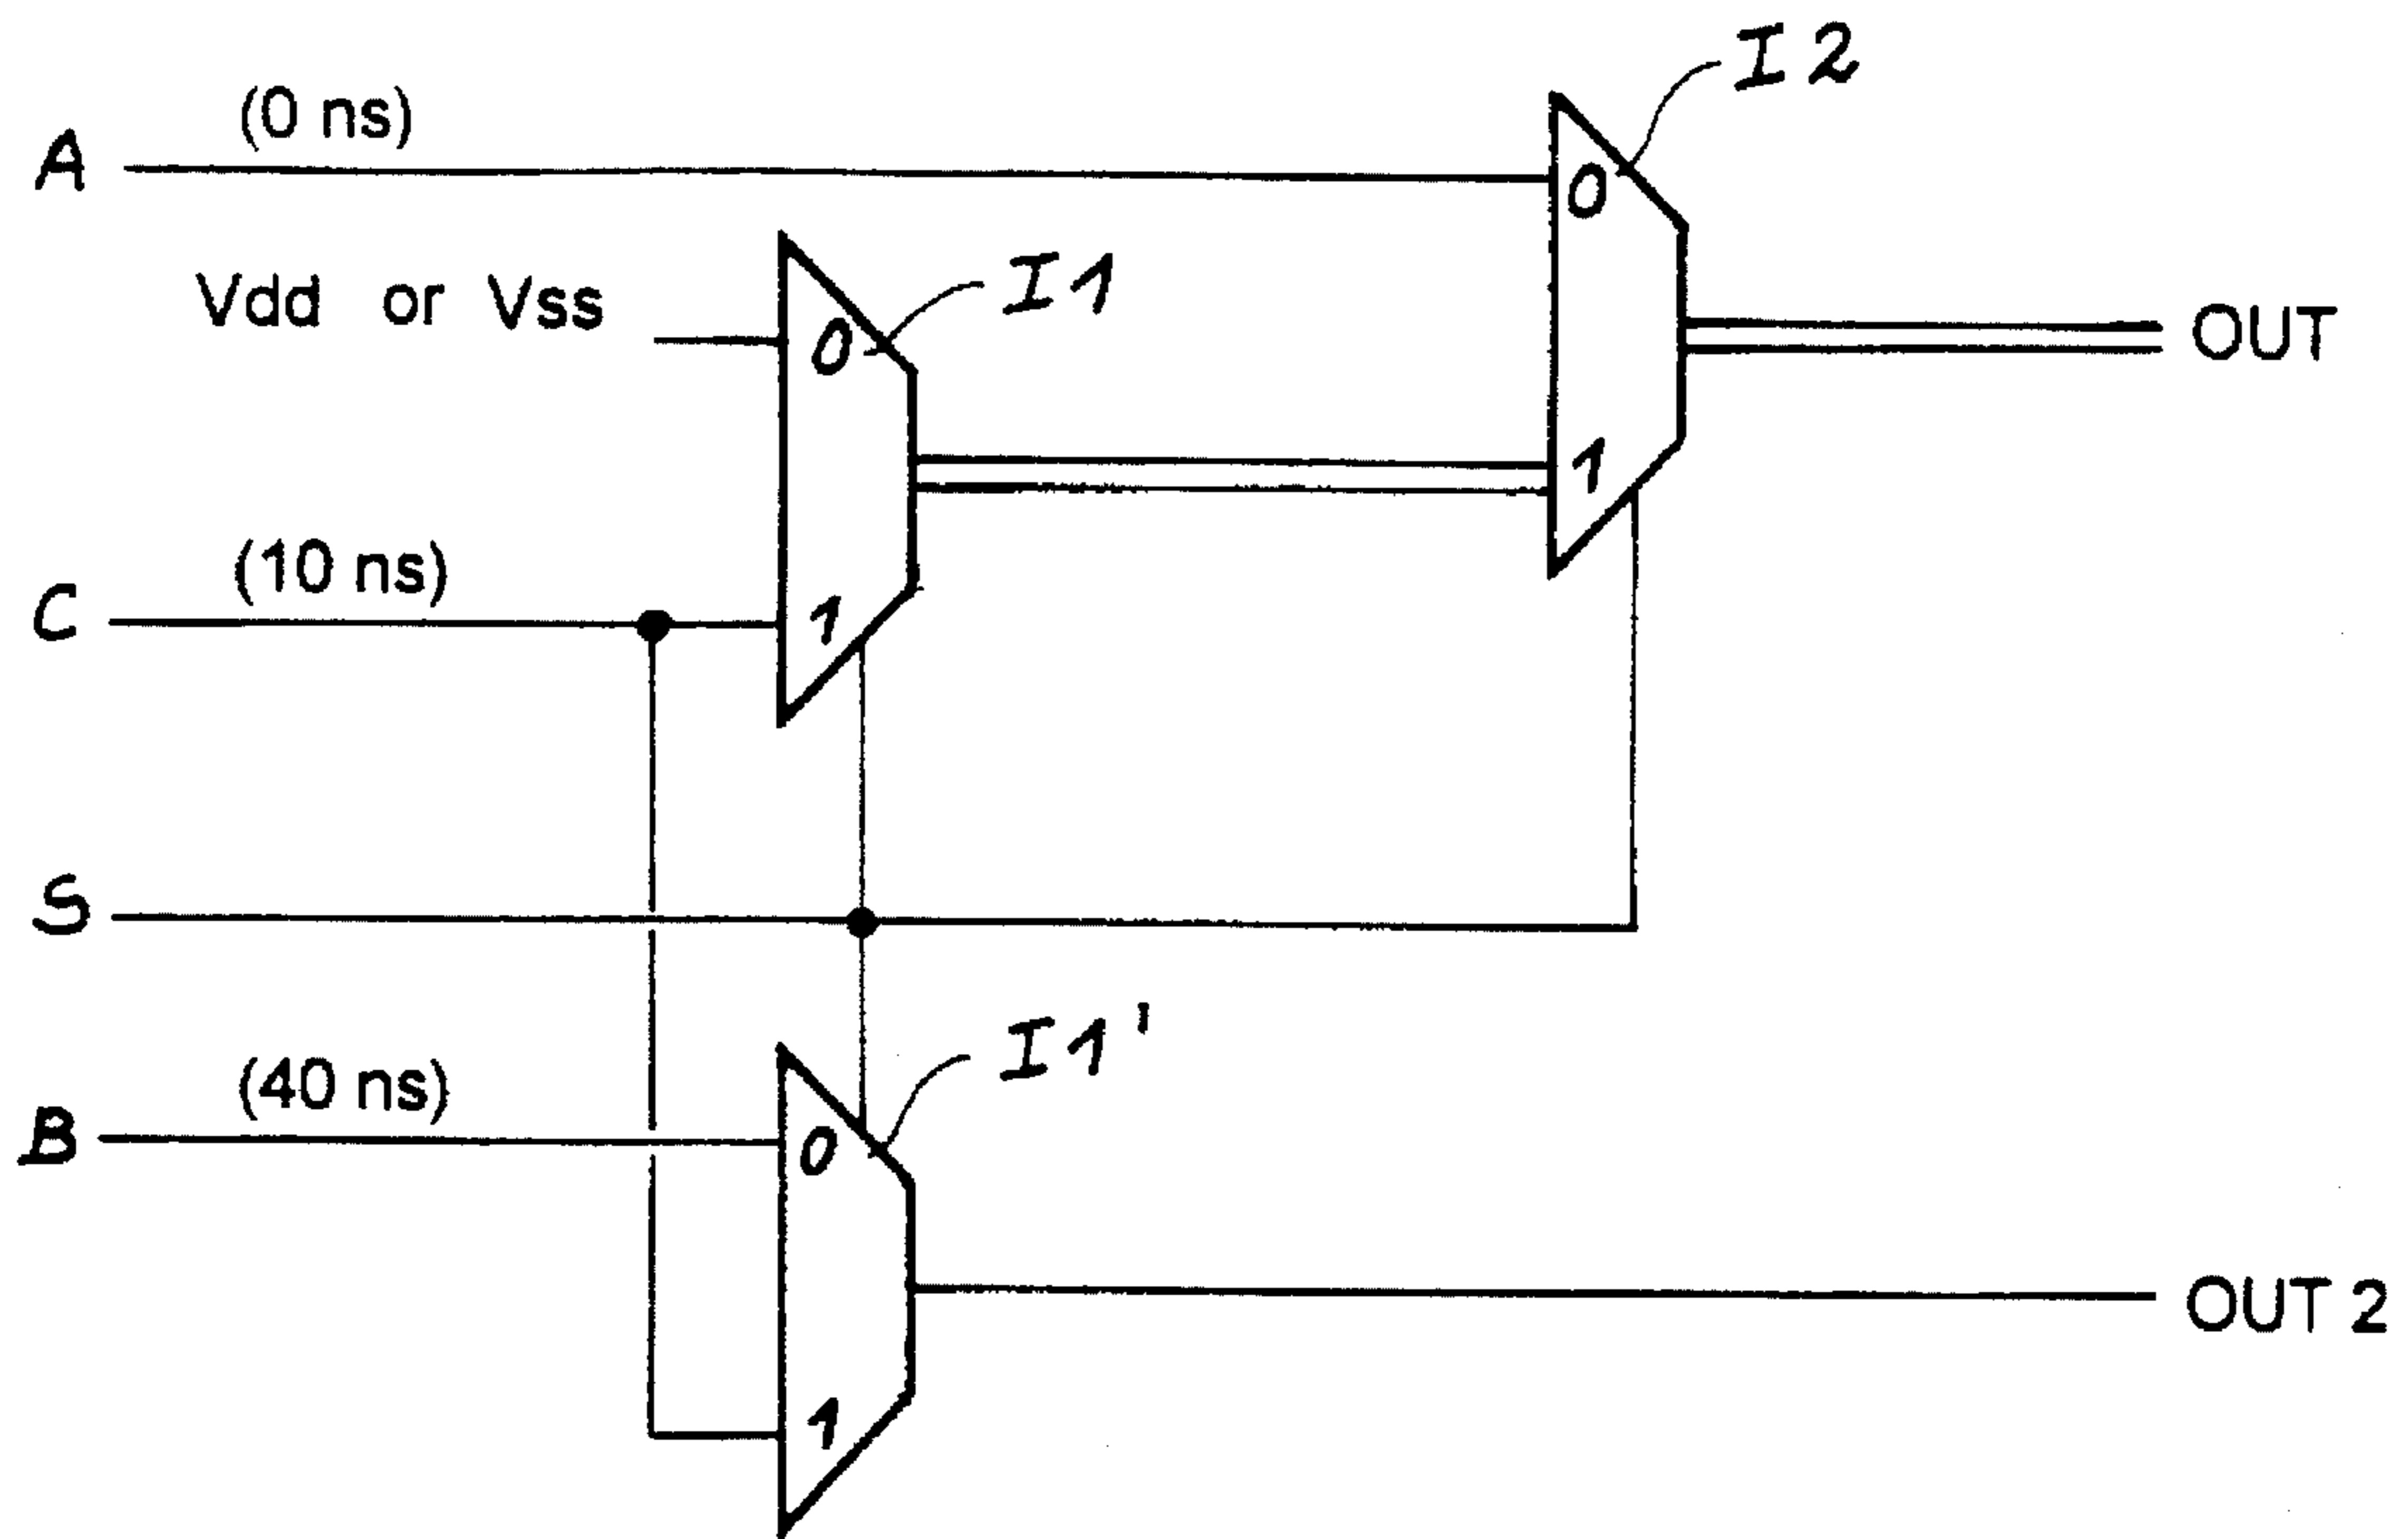 I2
(0 ns)
A
0
I1
Vdd or Vss
0
OUT
1
(10 ns)
C
1
S
I1'
(40 ns)
B
0
OUT 2
1